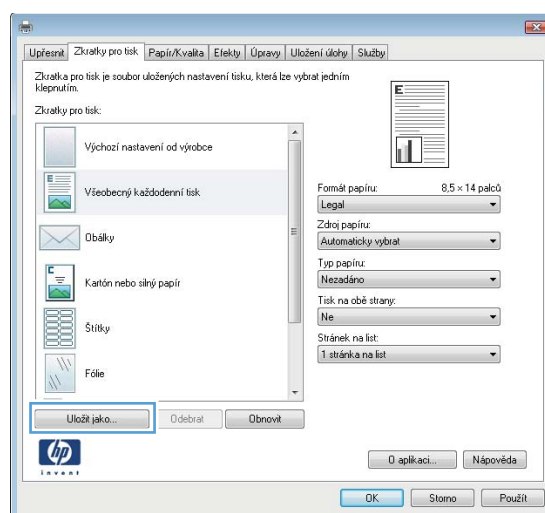 Upřesnit Zkratky pro tisk Papír/Kvalita Efekty Úpravy Uložení úlohy Služby
Zkratka pro tisk je soubor uložených nastavení tisku, která lze vybrat jedním
klepnutím.
Zkratky pro tisk:
Výchozí nastavení od výrobce
Všeobecný každodenní tisk
Obálky
Kartón nebo silný papír
Štítky
Fólie
E
E
C
Formát papíru: 8,5 × 14 palců
Legal
Zdroj papíru:
Automaticky vybrat
Typ papíru:
Nezadáno
Tisk na obě strany:
Ne
Stránek na list:
1 stránka na list
Uložit jako... Odebrat Obnovit
hp
invent
O aplikaci... Nápověda
OK Storno Použít